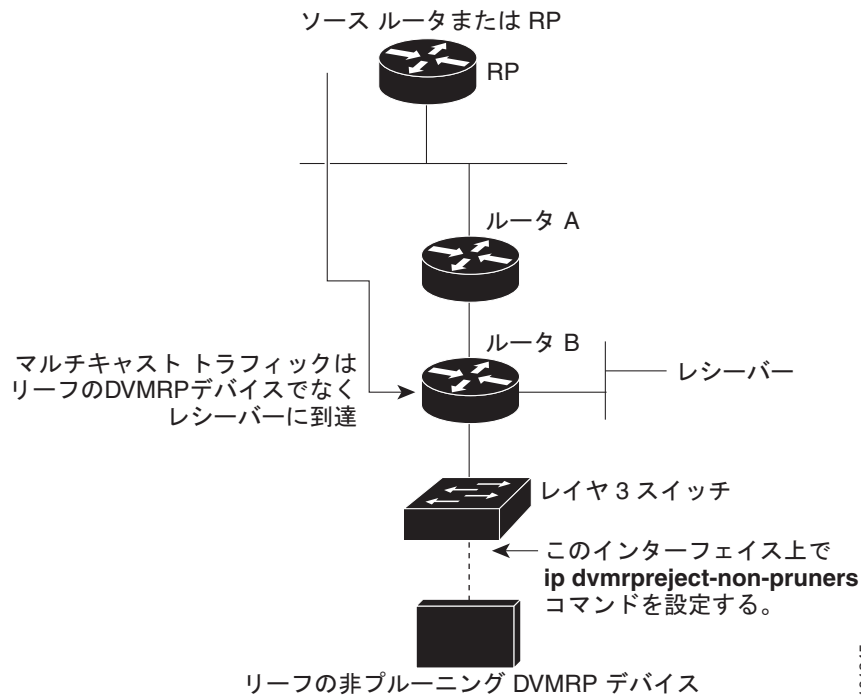 ソース ルータまたは RP
RP
ルータ A
ルータ B
マルチキャスト トラフィックは
リーフのDVMRPデバイスでなく
レシーバーに到達
レシーバー
レイヤ 3 スイッチ
このインターフェイス上で
ip dvmrpreject-non-pruners
コマンドを設定する。
リーフの非プルーニング DVMRP デバイス